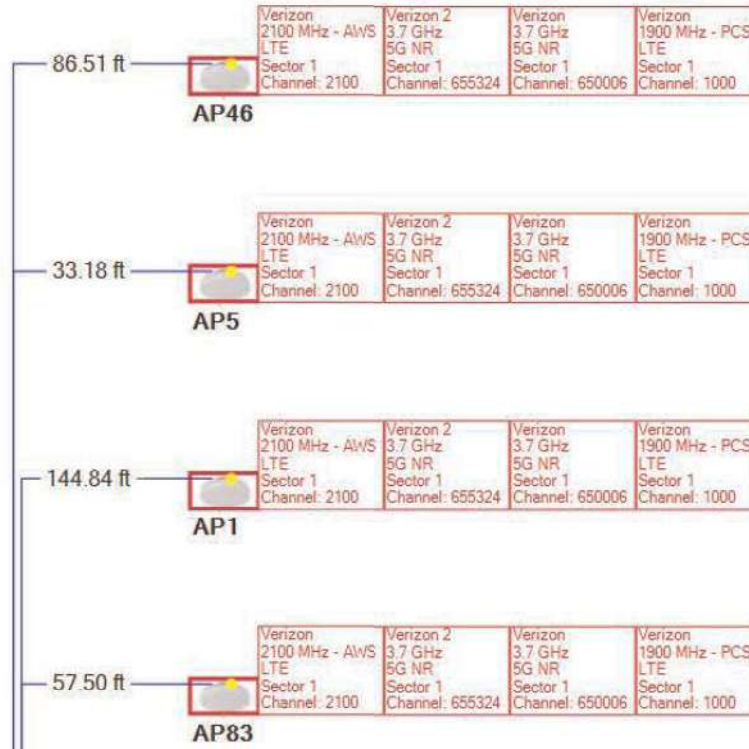 Verizon
2100 MHz - AWS
LTE
Sector 1
Channel: 2100
Verizon 2
3.7 GHz
5G NR
Sector 1
Channel: 655324
Verizon
3.7 GHz
5G NR
Sector 1
Channel: 650006
Verizon
1900 MHz - PCS
LTE
Sector 1
Channel: 1000
86.51 ft
AP46
Verizon
2100 MHz - AWS
LTE
Sector 1
Channel: 2100
Verizon 2
3.7 GHz
5G NR
Sector 1
Channel: 655324
Verizon
3.7 GHz
5G NR
Sector 1
Channel: 650006
Verizon
1900 MHz - PCS
LTE
Sector 1
Channel: 1000
33.18 ft
AP5
Verizon
2100 MHz - AWS
LTE
Sector 1
Channel: 2100
Verizon 2
3.7 GHz
5G NR
Sector 1
Channel: 655324
Verizon
3.7 GHz
5G NR
Sector 1
Channel: 650006
Verizon
1900 MHz - PCS
LTE
Sector 1
Channel: 1000
144.84 ft
AP1
Verizon
2100 MHz - AWS
LTE
Sector 1
Channel: 2100
Verizon 2
3.7 GHz
5G NR
Sector 1
Channel: 655324
Verizon
3.7 GHz
5G NR
Sector 1
Channel: 650006
Verizon
1900 MHz - PCS
LTE
Sector 1
Channel: 1000
57.50 ft
AP83